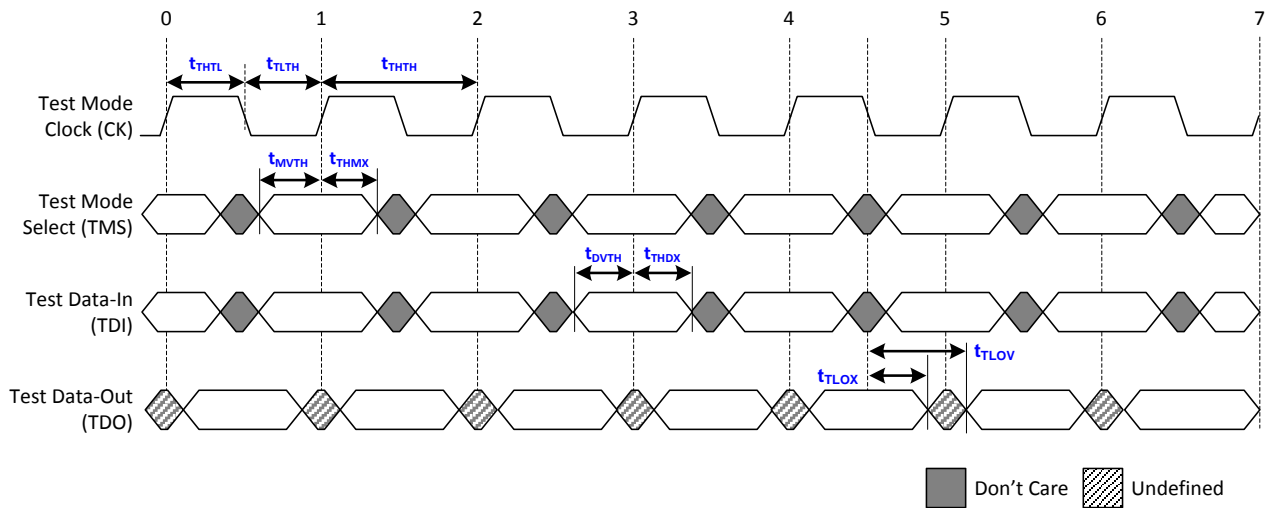 0 1 2 3 4 5 6 7
tTHTL tTLTH tTHTH
Test Mode
Clock (CK)
tMVTH tTHMX
Test Mode
Select (TMS)
tDVTH tTHDX
Test Data-In
(TDI)
tTLOV
tTLOX
Test Data-Out
(TDO)
Don't Care Undefined